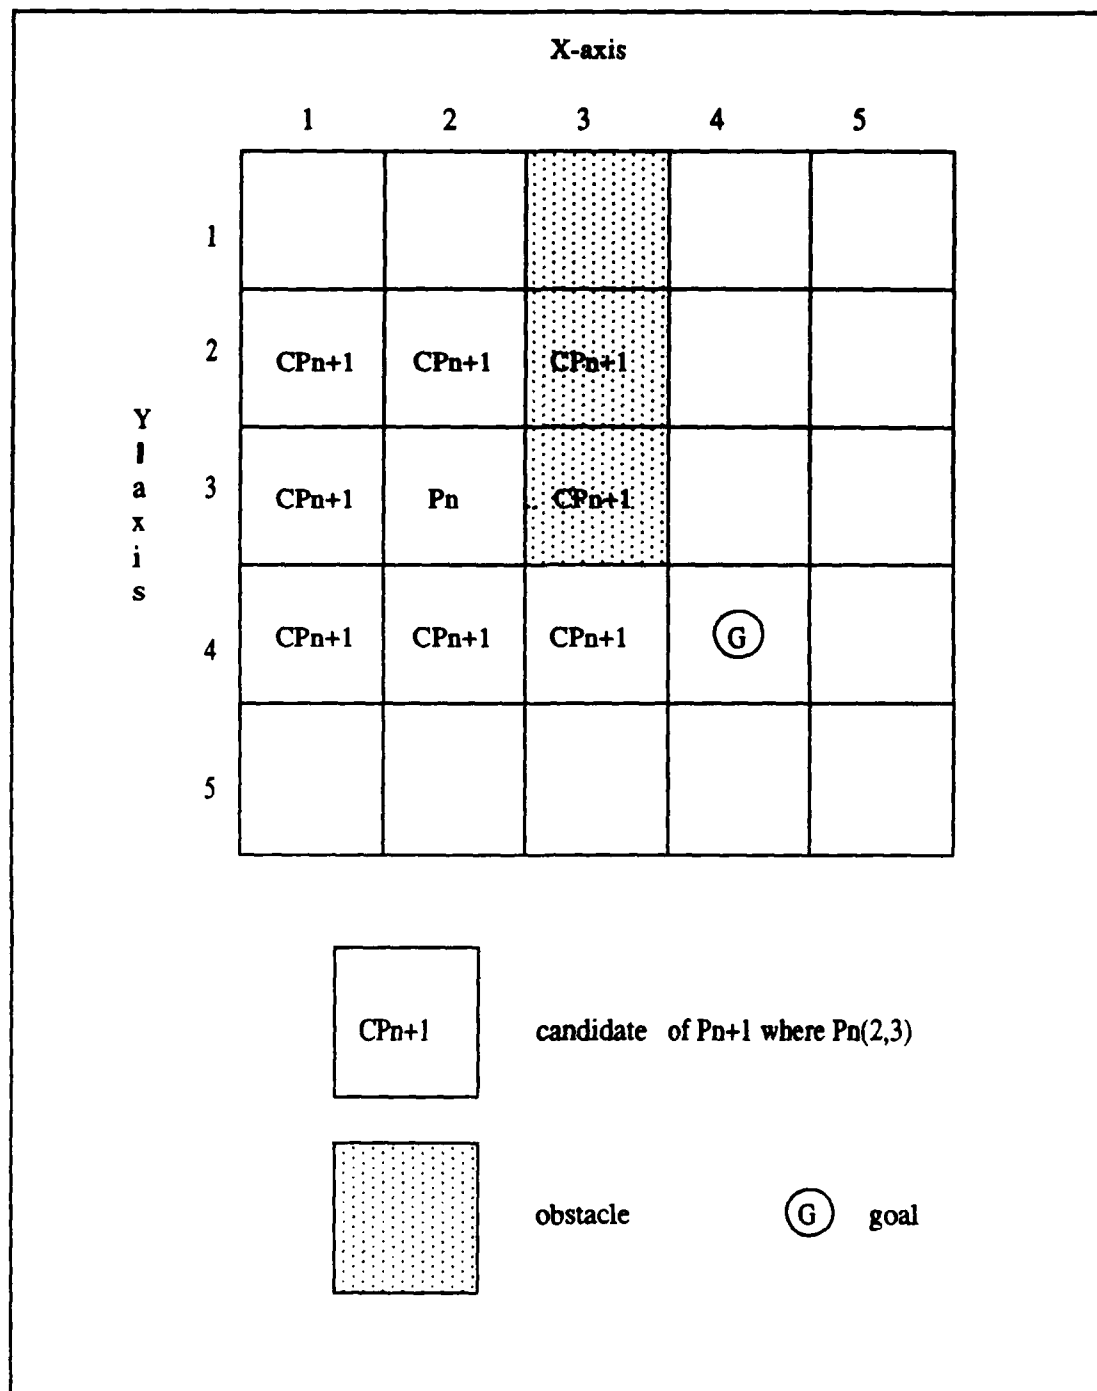 X-axis
1 2 3 4 5
1
2 CPn+1 CPn+1 CPn+1
3 CPn+1 Pn CPn+1
4 CPn+1 CPn+1 CPn+1 G
5
Y
a
x
i
s
CPn+1 candidate of Pn+1 where Pn(2,3)
obstacle G goal